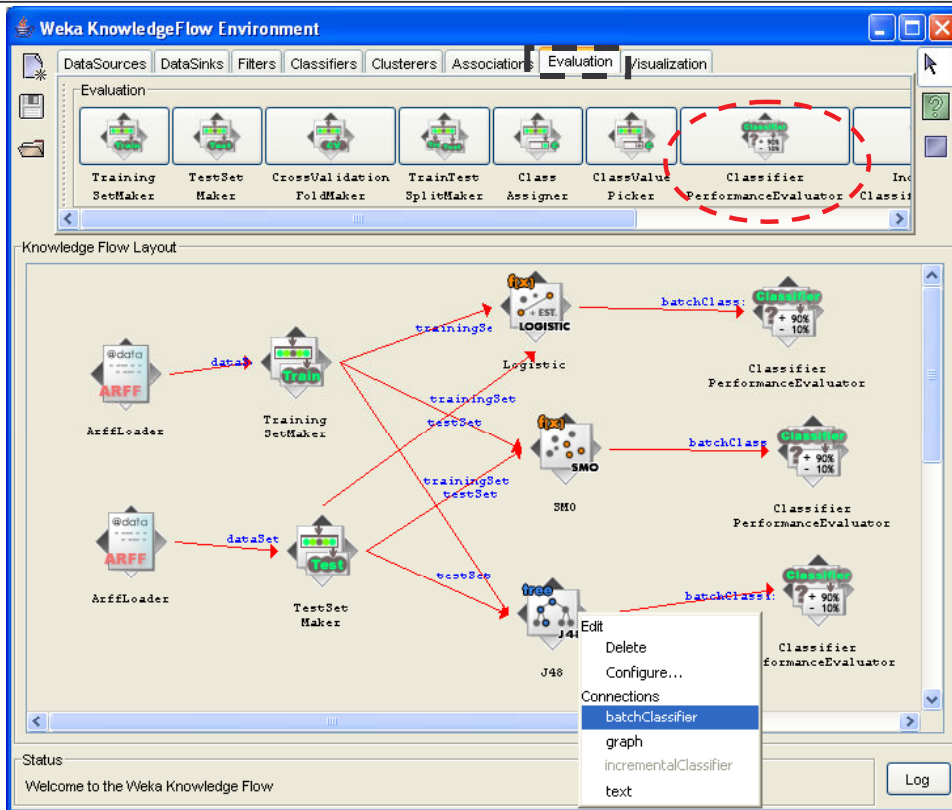 Weka KnowledgeFlow Environment
DataSources DataSinks Filters Classifiers Clusterers Associations Evaluation Visualization
Evaluation
Training SetMaker
TestSet Maker
CrossValidation FoldMaker
TrainTest SplitMaker
Class Assigner
ClassValue Picker
Classifier PerformanceEvaluator
Knowledge Flow Layout
@data
ARFF
ArffLoader
Train
Training
SetMaker
trainingSe
f(x)
+ EST.
LOGISTIC
Logistic
batchClass:
Classifier
? + 90%
- 10%
Classifier
PerformanceEvaluator
trainingSet
testSet
f(x)
SMO
SMO
batchClass
Classifier
? + 90%
- 10%
Classifier
PerformanceEvaluator
trainingSet
testSet
@data
ARFF
ArffLoader
dataSet
Test
TestSet
Maker
testSet
tree
J48
J48
Classifier
? + 90%
- 10%
Classifier
formanceEvaluator
Edit
Delete
Configure...
Connections
batchClassifier
graph
incrementalClassifier
text
Status
Welcome to the Weka Knowledge Flow
Log